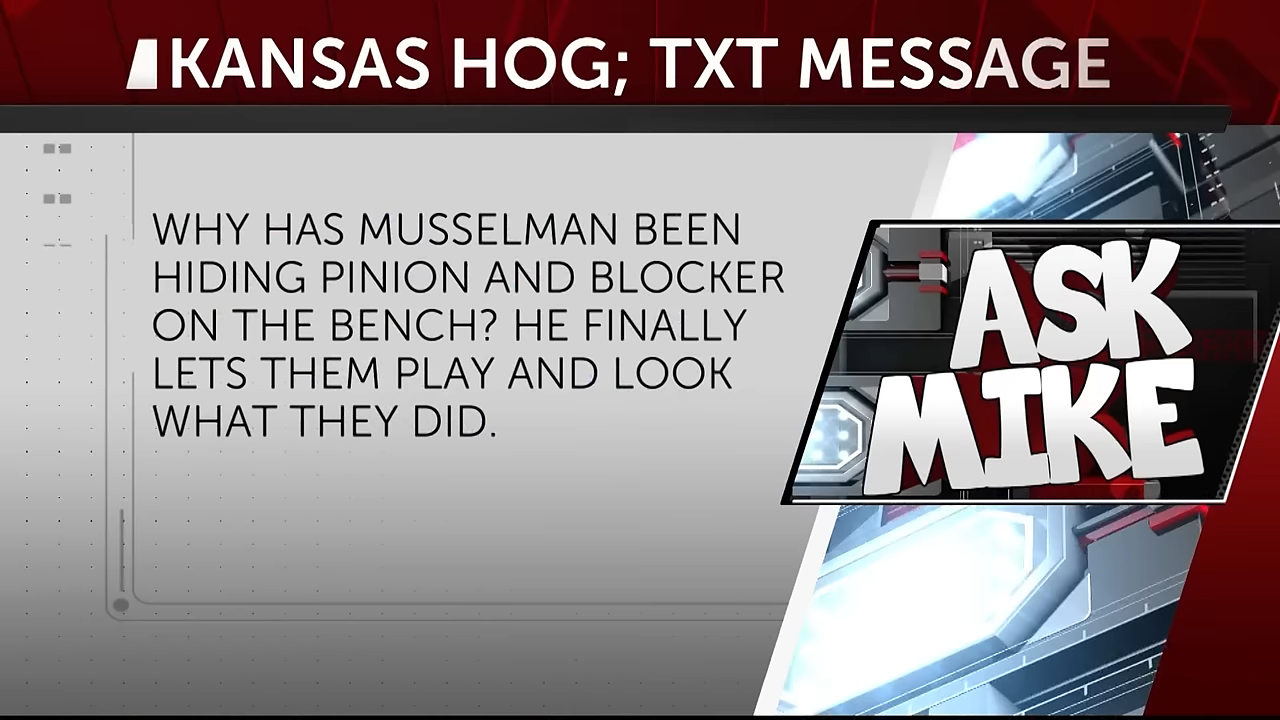 KANSAS HOG; TXT MESSAGE
WHY HAS MUSSELMAN BEEN
HIDING PINION AND BLOCKER
ON THE BENCH? HE FINALLY
LETS THEM PLAY AND LOOK
WHAT THEY DID.
ASK
MIKE